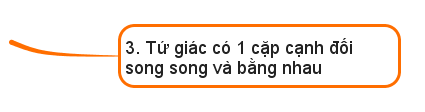 3. Tứ giác có 1 cặp cạnh đối
song song và bằng nhau